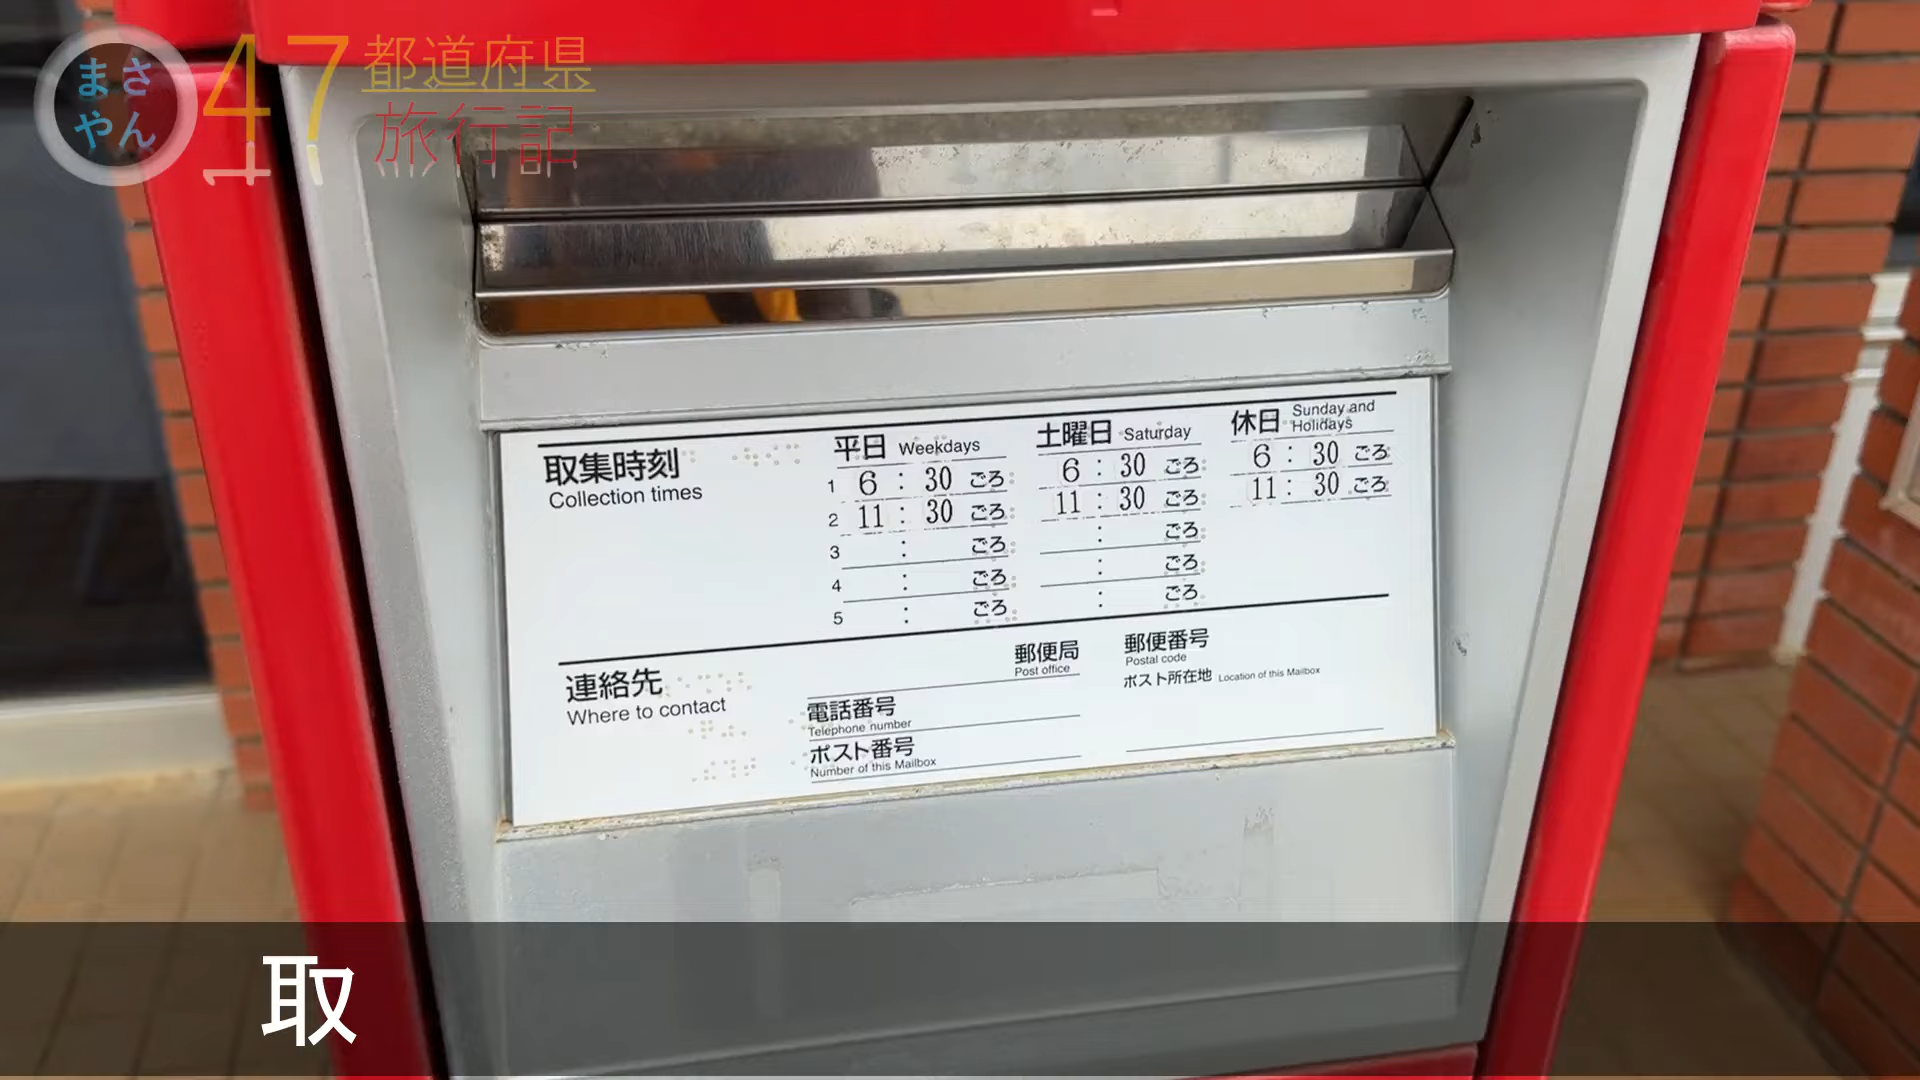 まさ
やん
47
都道府県
旅行記
取集時刻
Collection times
平日 Weekdays
土曜日 Saturday
休日 Sunday and Holidays
1 6 : 30 ごろ 6 : 30 ごろ 6 : 30 ごろ
2 11 : 30 ごろ 11 : 30 ごろ 11 : 30 ごろ
3 : ごろ : ごろ
4 : ごろ : ごろ
5 : ごろ : ごろ
連絡先
Where to contact
郵便局
Post office
電話番号
Telephone number
ポスト番号
Number of this Mailbox
郵便番号
Postal code
ポスト所在地 Location of this Mailbox
取